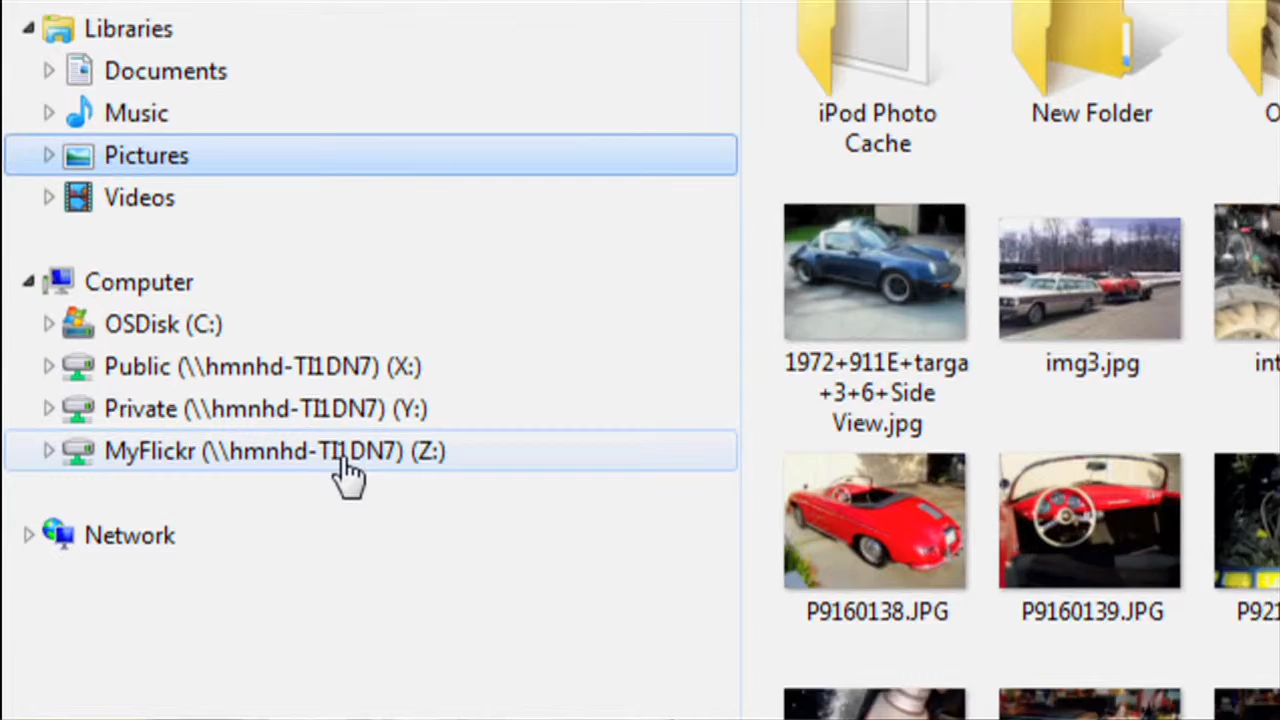 Libraries
Documents
Music
Pictures
Videos
Computer
OSDisk (C:)
Public (\\hmnhd-TI1DN7) (X:)
Private (\\hmnhd-TI1DN7) (Y:)
MyFlickr (\\hmnhd-TI1DN7) (Z:)
Network
iPod Photo
Cache
New Folder
1972+911E+targa
+3+6+Side
View.jpg
img3.jpg
P9160138.JPG
P9160139.JPG